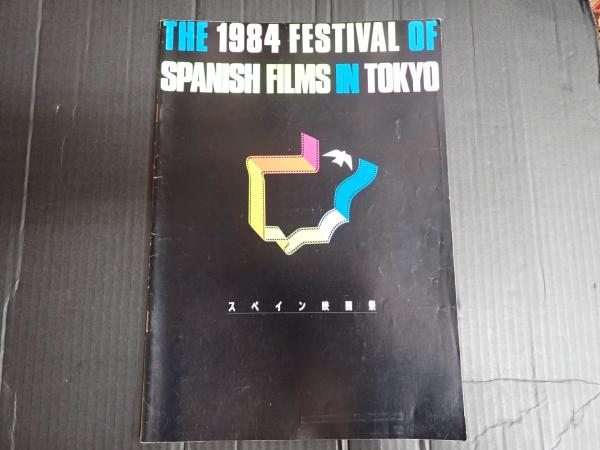 THE 1984 FESTIVAL OF
SPANISH FILMS IN TOKYO
スペイン映画祭